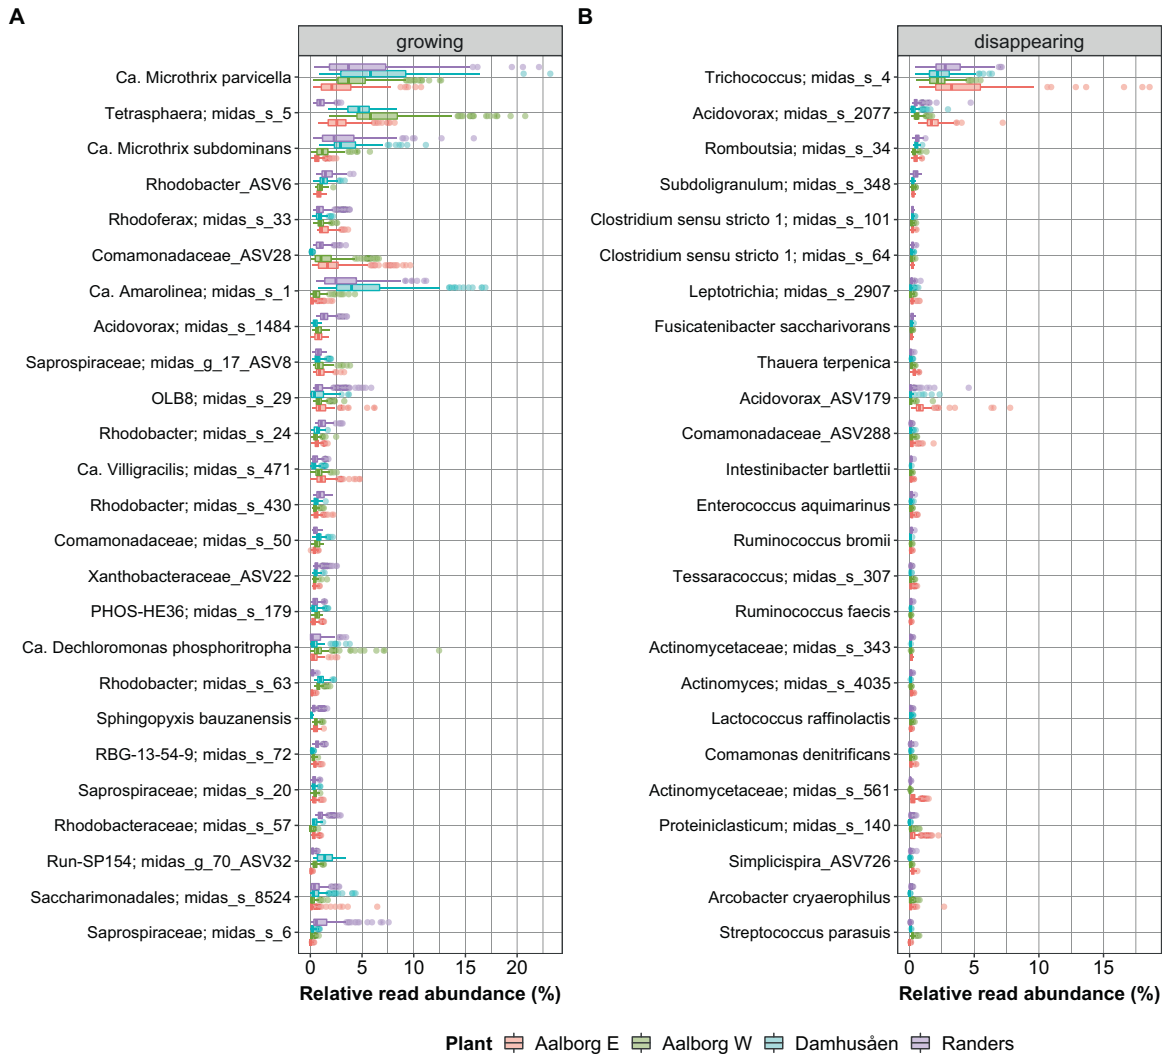 A
growing
Ca. Microthrix parvicella
Tetrasphaera; midas_s_5
Ca. Microthrix subdominans
Rhodobacter_ASV6
Rhodoferax; midas_s_33
Comamonadaceae_ASV28
Ca. Amarolinea; midas_s_1
Acidovorax; midas_s_1484
Saprospiraceae; midas_g_17_ASV8
OLB8; midas_s_29
Rhodobacter; midas_s_24
Ca. Villigracilis; midas_s_471
Rhodobacter; midas_s_430
Comamonadaceae; midas_s_50
Xanthobacteraceae_ASV22
PHOS-HE36; midas_s_179
Ca. Dechloromonas phosphoritropha
Rhodobacter; midas_s_63
Sphingopyxis bauzanensis
RBG-13-54-9; midas_s_72
Saprospiraceae; midas_s_20
Rhodobacteraceae; midas_s_57
Run-SP154; midas_g_70_ASV32
Saccharimonadales; midas_s_8524
Saprospiraceae; midas_s_6
0 5 10 15 20
Relative read abundance (%)
B
disappearing
Trichococcus; midas_s_4
Acidovorax; midas_s_2077
Romboutsia; midas_s_34
Subdoligranulum; midas_s_348
Clostridium sensu stricto 1; midas_s_101
Clostridium sensu stricto 1; midas_s_64
Leptotrichia; midas_s_2907
Fusicatenibacter saccharivorans
Thauera terpenica
Acidovorax_ASV179
Comamonadaceae_ASV288
Intestinibacter bartlettii
Enterococcus aquimarinus
Ruminococcus bromii
Tessaracoccus; midas_s_307
Ruminococcus faecis
Actinomycetaceae; midas_s_343
Actinomyces; midas_s_4035
Lactococcus raffinolactis
Comamonas denitrificans
Actinomycetaceae; midas_s_561
Proteiniclasticum; midas_s_140
Simplicispira_ASV726
Arcobacter cryaerophilus
Streptococcus parasuis
0 5 10 15
Relative read abundance (%)
Plant Aalborg E Aalborg W Damhusåen Randers